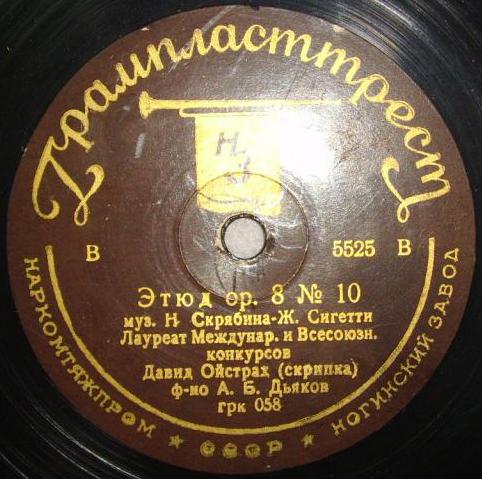 Грампласттрест
Н
З
В 5525 В
Этюд ор. 8 № 10
муз. Н Скрябина-Ж. Сигетти
Лауреат Междунар. и Всесоюзн.
конкурсов
Давид Ойстрах (скрипка)
ф-но А. Б. Дьяков
грк 058
НАРКОМТЯЖПРОМ ★ СССР ★ НОГИНСКИЙ ЗАВОД